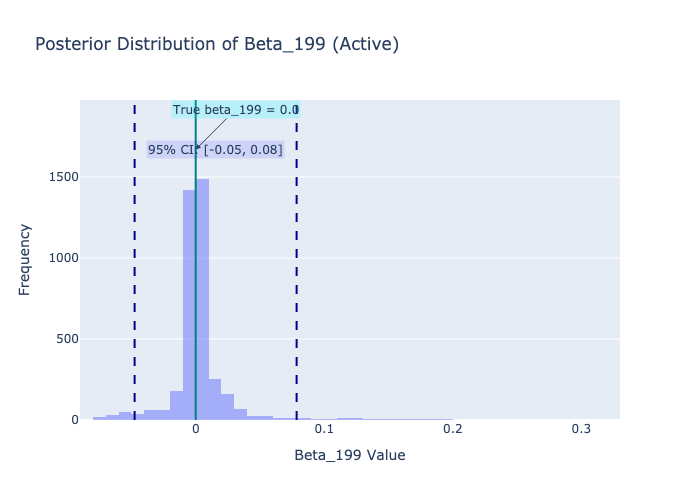 Posterior Distribution of Beta_199 (Active)
True beta_199 = 0.0
95% CI: [-0.05, 0.08]
1500
1000
500
0
Frequency
0 0.1 0.2 0.3
Beta_199 Value